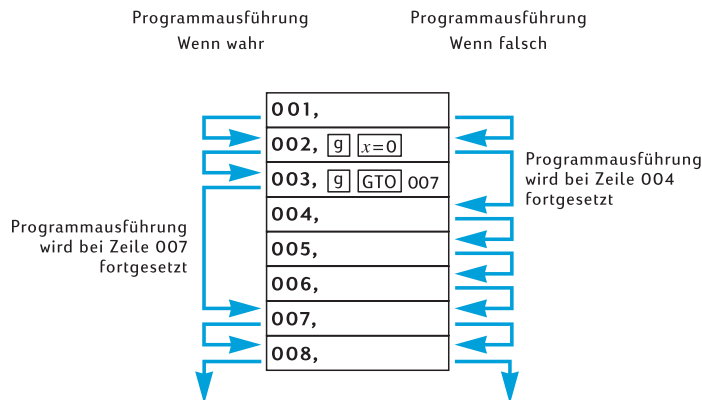 Programmausführung
Wenn wahr
Programmausführung
Wenn falsch
001,
002, g x=0
003, g GTO 007
004,
005,
006,
007,
008,
Programmausführung
wird bei Zeile 004
fortgesetzt
Programmausführung
wird bei Zeile 007
fortgesetzt